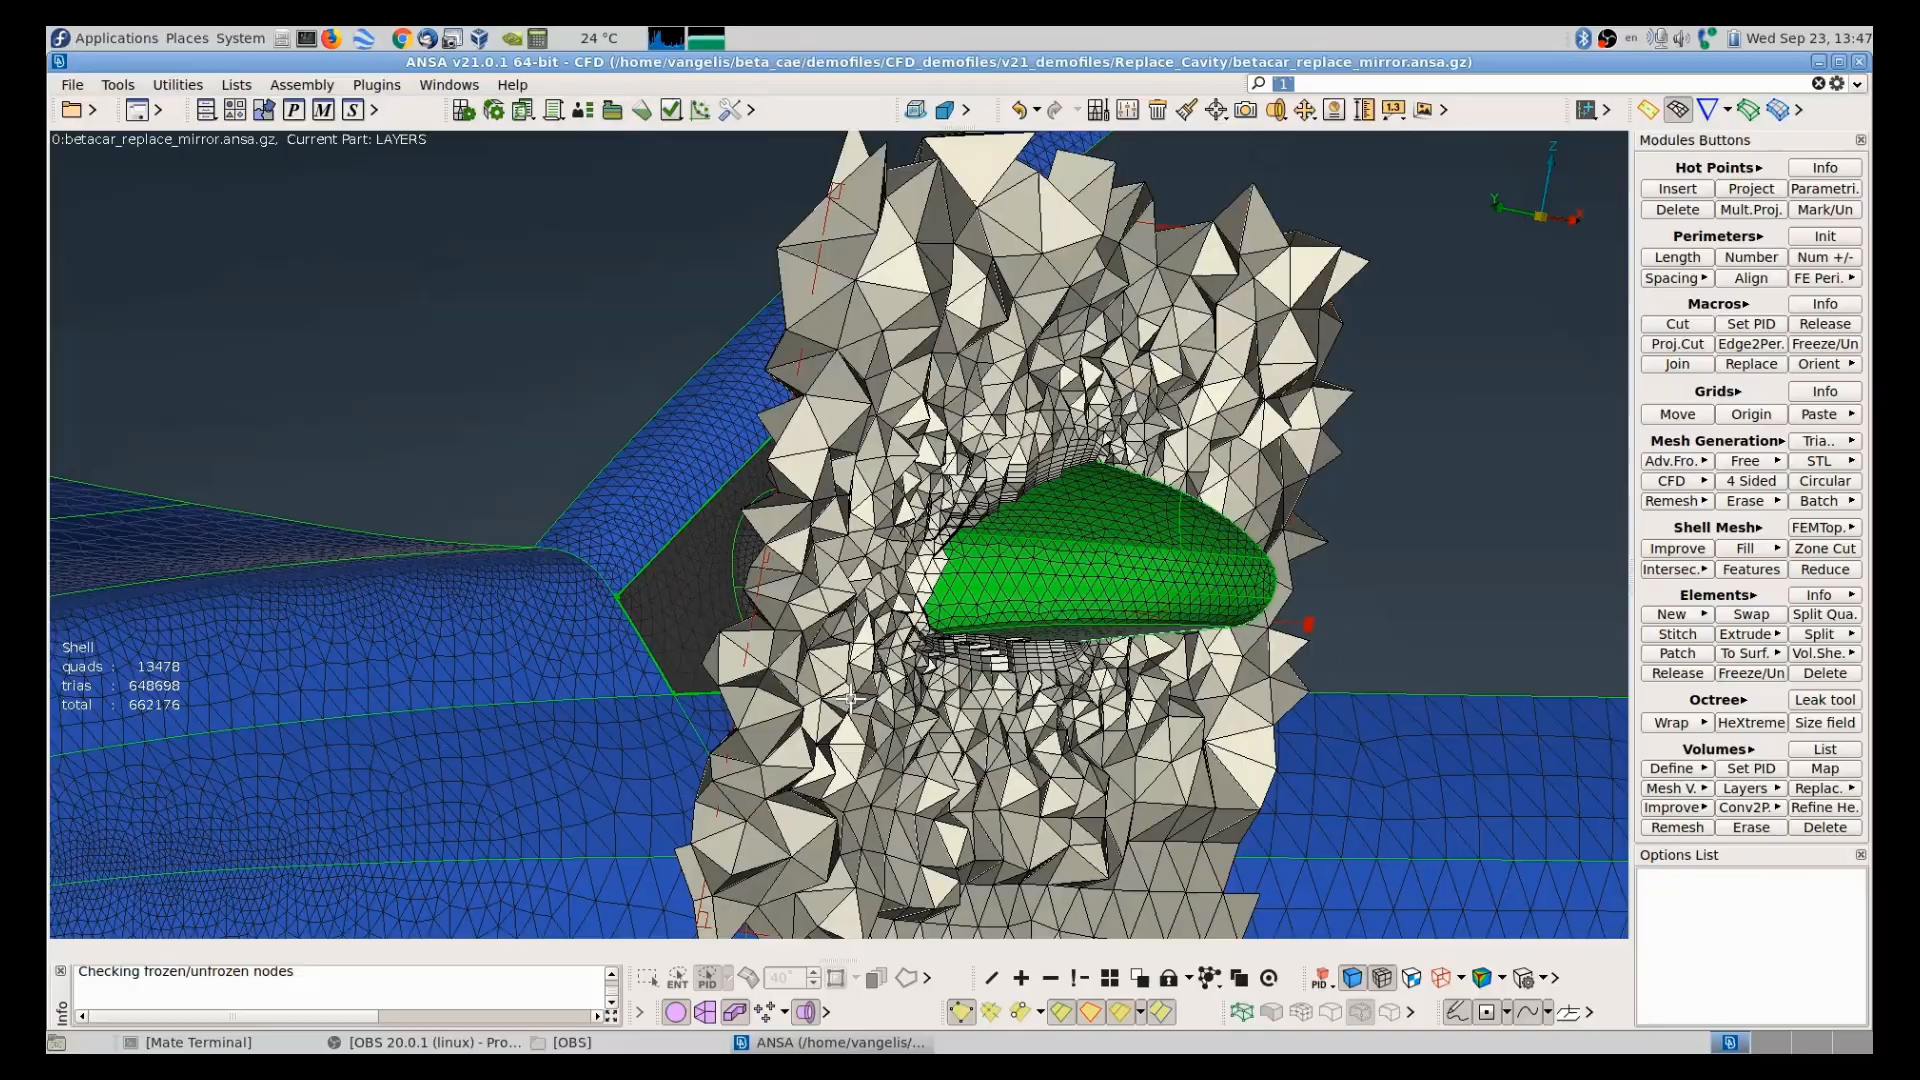 Applications Places System 24 °C en Wed Sep 23, 13:47
ANSA v21.0.1 64-bit - CFD (/home/vangelis/beta_cae/demofiles/CFD_demofiles/v21_demofiles/Replace_Cavity/betacar_replace_mirror.ansa.gz)
File Tools Utilities Lists Assembly Plugins Windows Help 1
P M S 1.3
0:betacar_replace_mirror.ansa.gz, Current Part: LAYERS
Z
Y
X
Shell
quads : 13478
trias : 648698
total : 662176
Modules Buttons
Hot Points Info
Insert Project Parametri.
Delete Mult.Proj. Mark/Un
Perimeters Init
Length Number Num +/-
Spacing Align FE Peri.
Macros Info
Cut Set PID Release
Proj.Cut Edge2Per. Freeze/Un
Join Replace Orient
Grids Info
Move Origin Paste
Mesh Generation Tria..
Adv.Fro. Free STL
CFD 4 Sided Circular
Remesh Erase Batch
Shell Mesh FEMTop.
Improve Fill Zone Cut
Intersec. Features Reduce
Elements Info
New Swap Split Qua.
Stitch Extrude Split
Patch To Surf. Vol.She.
Release Freeze/Un Delete
Octree Leak tool
Wrap HeXtreme Size field
Volumes List
Define Set PID Map
Mesh V. Layers Replac.
Improve Conv2P. Refine He.
Remesh Erase Delete
Options List
Info
Checking frozen/unfrozen nodes
ENT PID 40° PID
[Mate Terminal] [OBS 20.0.1 (linux) - Pro... [OBS] ANSA (/home/vangelis/...